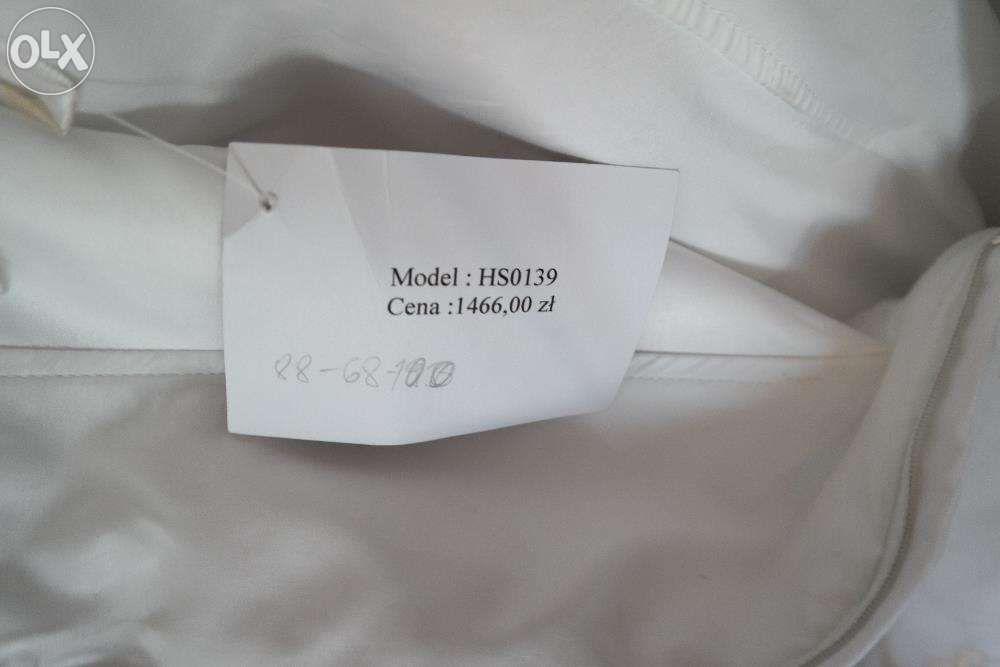 OLX
Model : HS0139
Cena :1466,00 zł
88-68-100